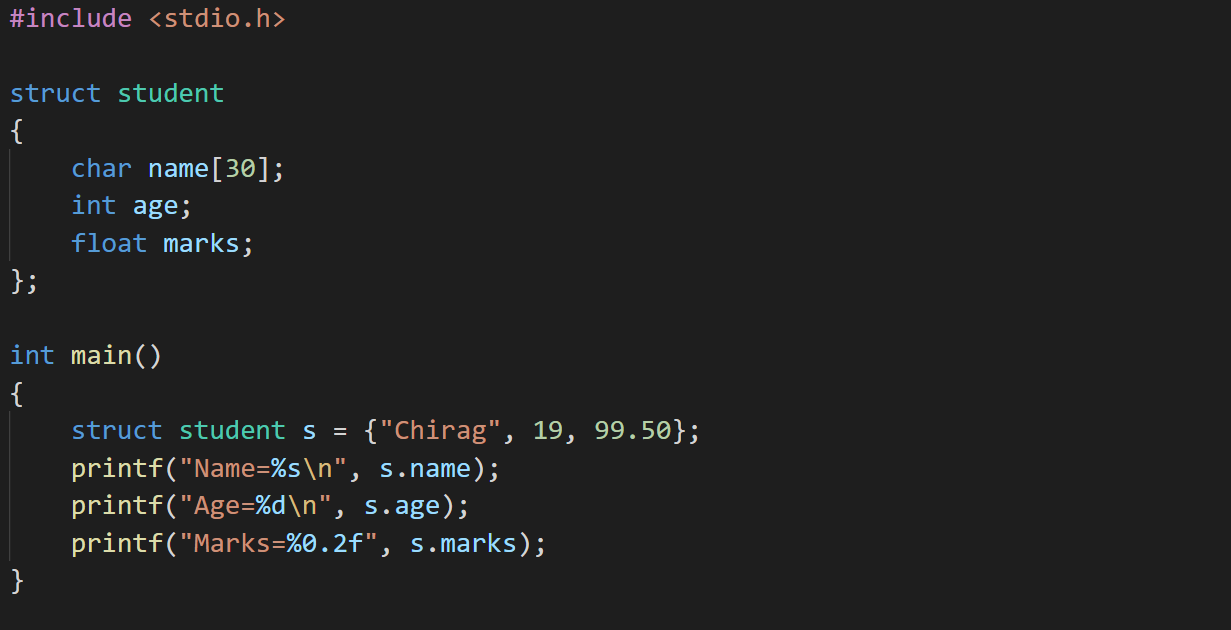 #include <stdio.h>
struct student
{
    char name[30];
    int age;
    float marks;
};
int main()
{
    struct student s = {"Chirag", 19, 99.50};
    printf("Name=%s\n", s.name);
    printf("Age=%d\n", s.age);
    printf("Marks=%0.2f", s.marks);
}